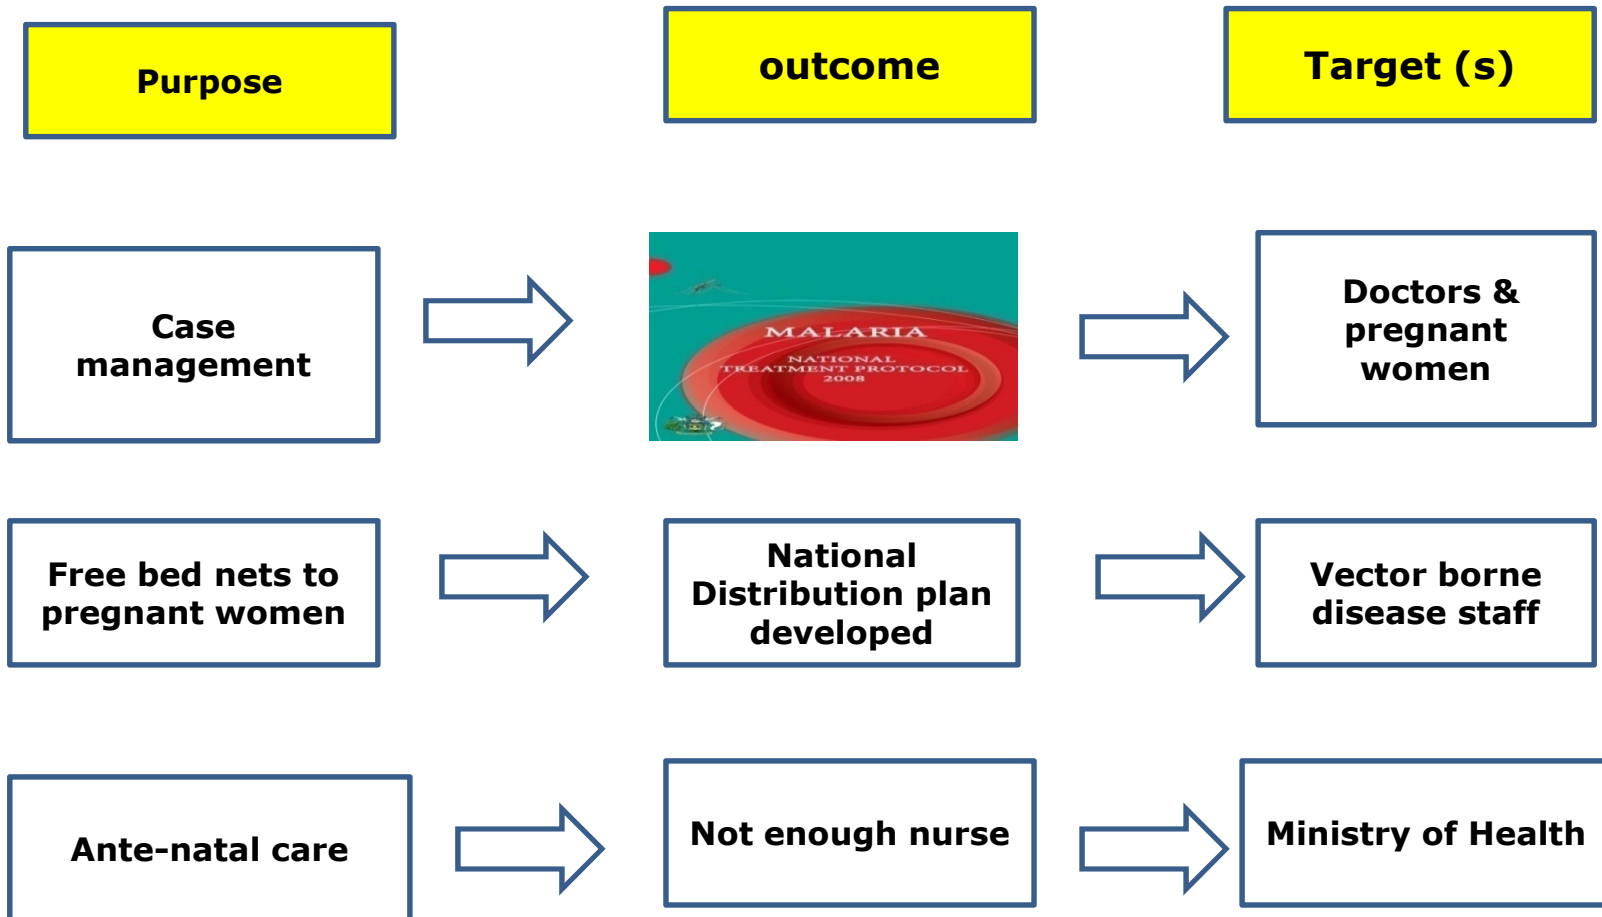 Purpose
outcome
Target (s)
Case
management
MALARIA
NATIONAL
TREATMENT PROTOCOL
2008
Doctors &
pregnant
women
Free bed nets to
pregnant women
National
Distribution plan
developed
Vector borne
disease staff
Ante-natal care
Not enough nurse
Ministry of Health